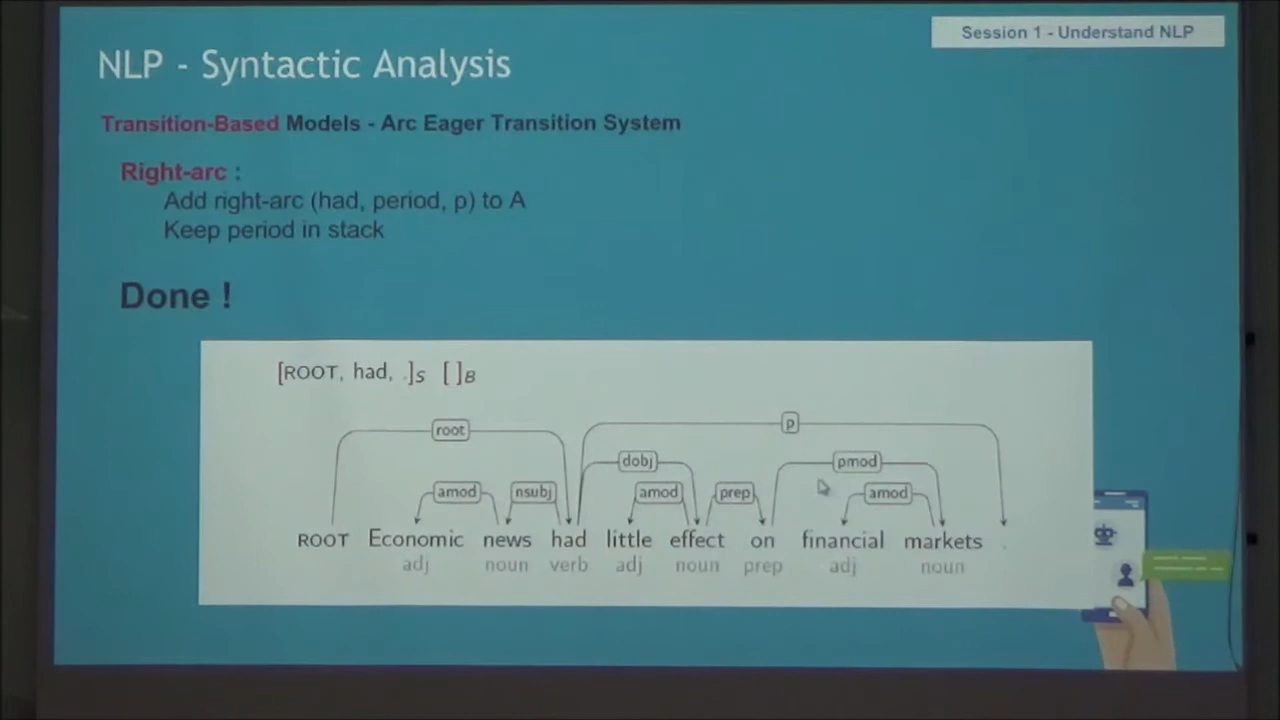 Session 1 - Understand NLP
NLP - Syntactic Analysis
Transition-Based Models - Arc Eager Transition System
Right-arc :
Add right-arc (had, period, p) to A
Keep period in stack
Done !
[ROOT, had, .]S [ ]B
p
root
dobj
pmod
amod nsubj amod prep amod
ROOT Economic news had little effect on financial markets .
adj noun verb adj noun prep adj noun